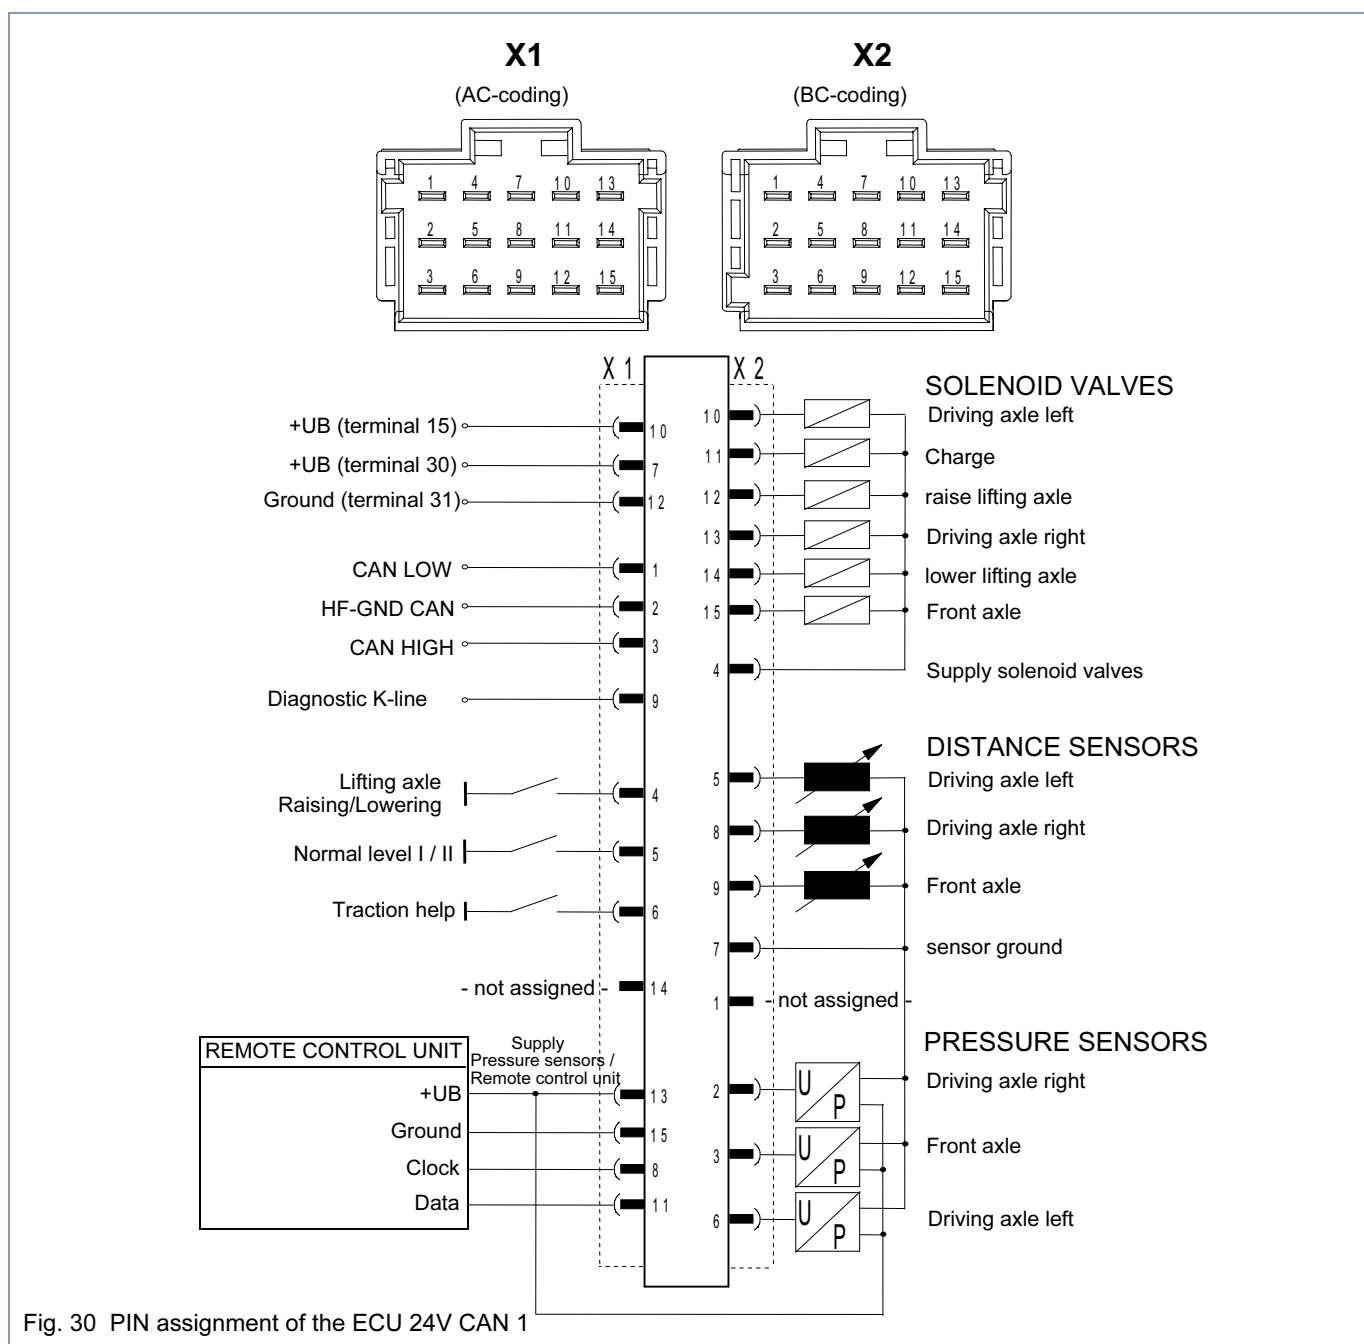 X1 X2
(AC-coding) (BC-coding)
1 4 7 10 13 1 4 7 10 13
2 5 8 11 14 2 5 8 11 14
3 6 9 12 15 3 6 9 12 15
X 1 X 2
SOLENOID VALVES
+UB (terminal 15) 10 10 Driving axle left
+UB (terminal 30) 7 11 Charge
Ground (terminal 31) 12 12 raise lifting axle
13 Driving axle right
CAN LOW 1 14 lower lifting axle
HF-GND CAN 2 15 Front axle
CAN HIGH 3
4 Supply solenoid valves
Diagnostic K-line 9
DISTANCE SENSORS
Lifting axle
Raising/Lowering 4 5 Driving axle left
Normal level I / II 5 8 Driving axle right
Traction help 6 9 Front axle
7 sensor ground
- not assigned - 14 1 - not assigned -
PRESSURE SENSORS
REMOTE CONTROL UNIT
Supply
Pressure sensors /
Remote control unit
+UB 13 2 U P Driving axle right
Ground 15 3 U P Front axle
Clock 8
Data 11 6 U P Driving axle left
Fig. 30 PIN assignment of the ECU 24V CAN 1